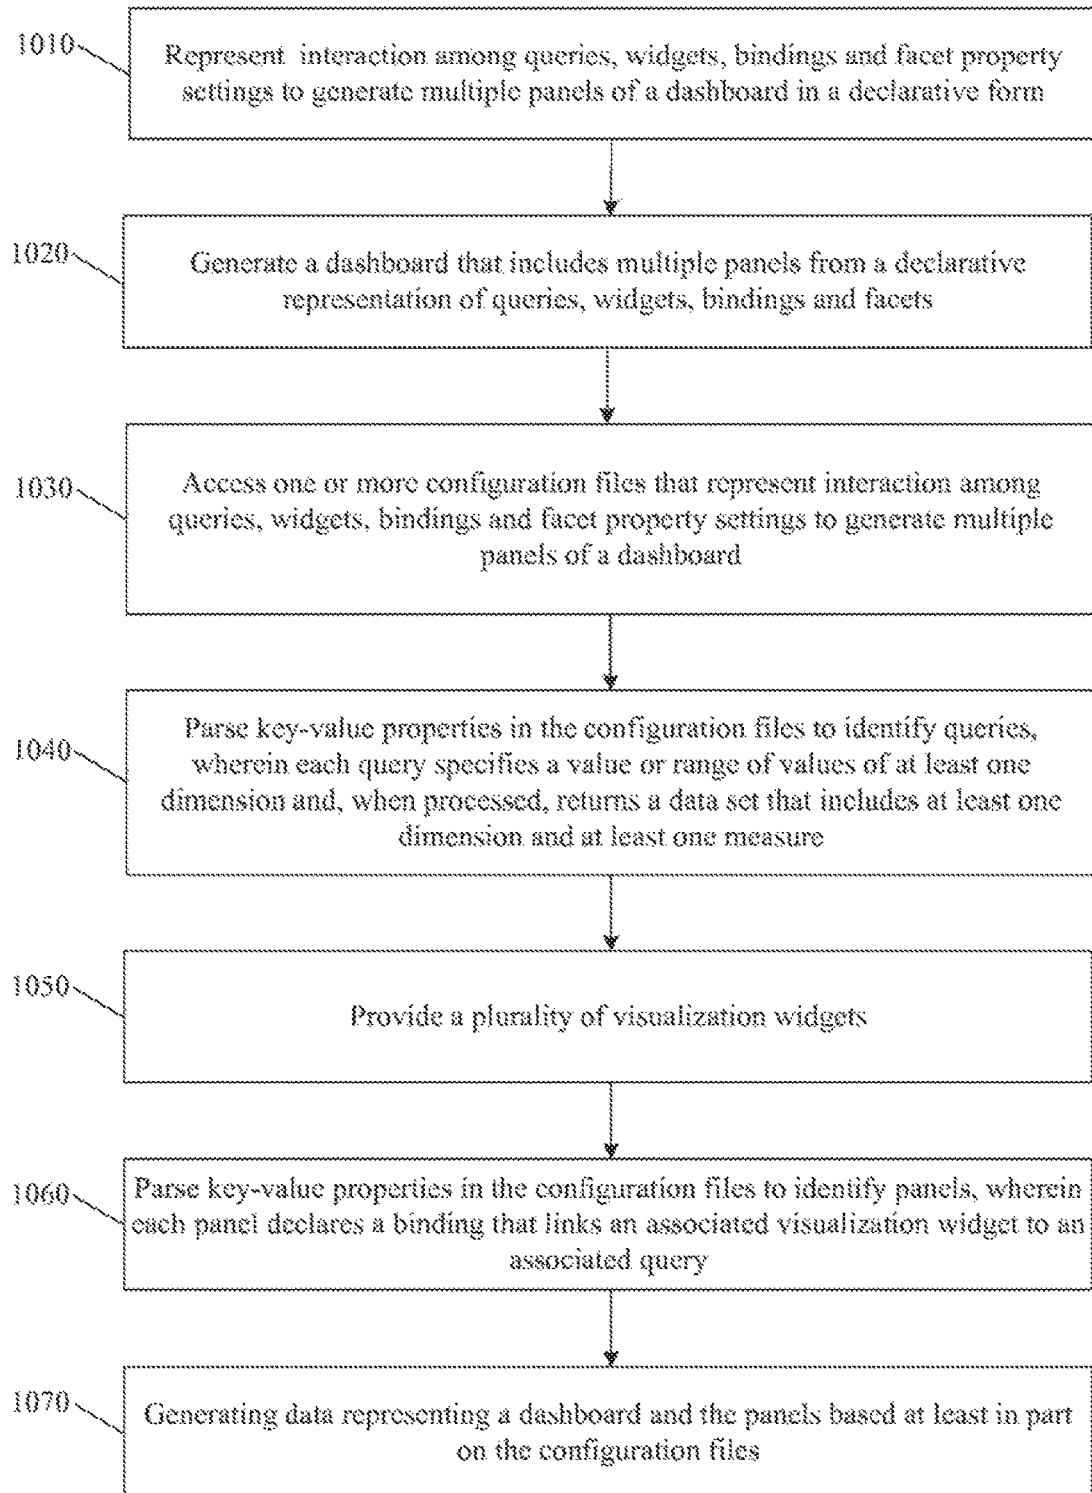 1010
Represent interaction among queries, widgets, bindings and facet property
settings to generate multiple panels of a dashboard in a declarative form
1020
Generate a dashboard that includes multiple panels from a declarative
representation of queries, widgets, bindings and facets
1030
Access one or more configuration files that represent interaction among
queries, widgets, bindings and facet property settings to generate multiple
panels of a dashboard
1040
Parse key-value properties in the configuration files to identify queries,
wherein each query specifies a value or range of values of at least one
dimension and, when processed, returns a data set that includes at least one
dimension and at least one measure
1050
Provide a plurality of visualization widgets
1060
Parse key-value properties in the configuration files to identify panels, wherein
each panel declares a binding that links an associated visualization widget to an
associated query
1070
Generating data representing a dashboard and the panels based at least in part
on the configuration files